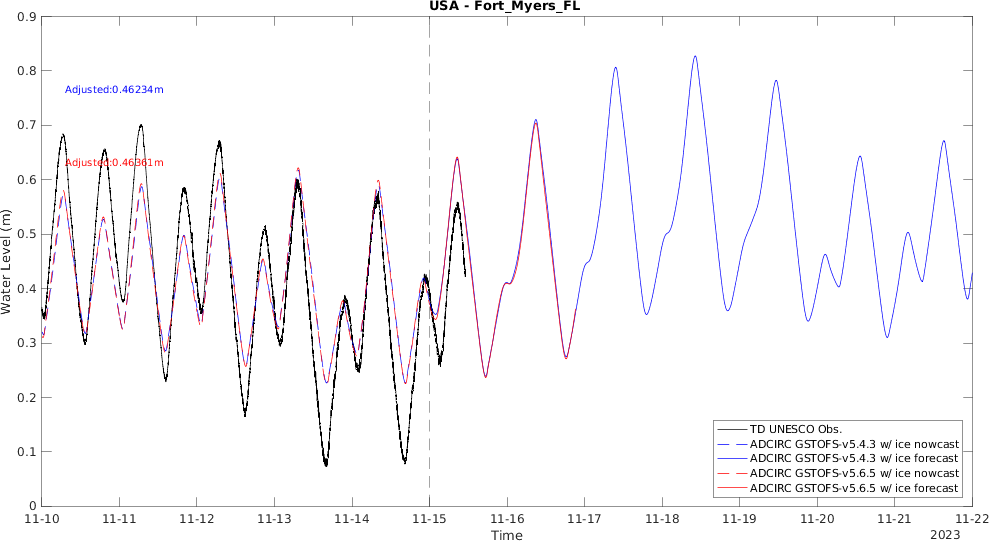 USA - Fort_Myers_FL
0.9
0.8
0.7
0.6
0.5
0.4
0.3
0.2
0.1
0
Water Level (m)
Adjusted:0.46234m
Adjusted:0.46361m
TD UNESCO Obs.
ADCIRC GSTOFS-v5.4.3 w/ ice nowcast
ADCIRC GSTOFS-v5.4.3 w/ ice forecast
ADCIRC GSTOFS-v5.6.5 w/ ice nowcast
ADCIRC GSTOFS-v5.6.5 w/ ice forecast
11-10 11-11 11-12 11-13 11-14 11-15 11-16 11-17 11-18 11-19 11-20 11-21 11-22
Time
2023